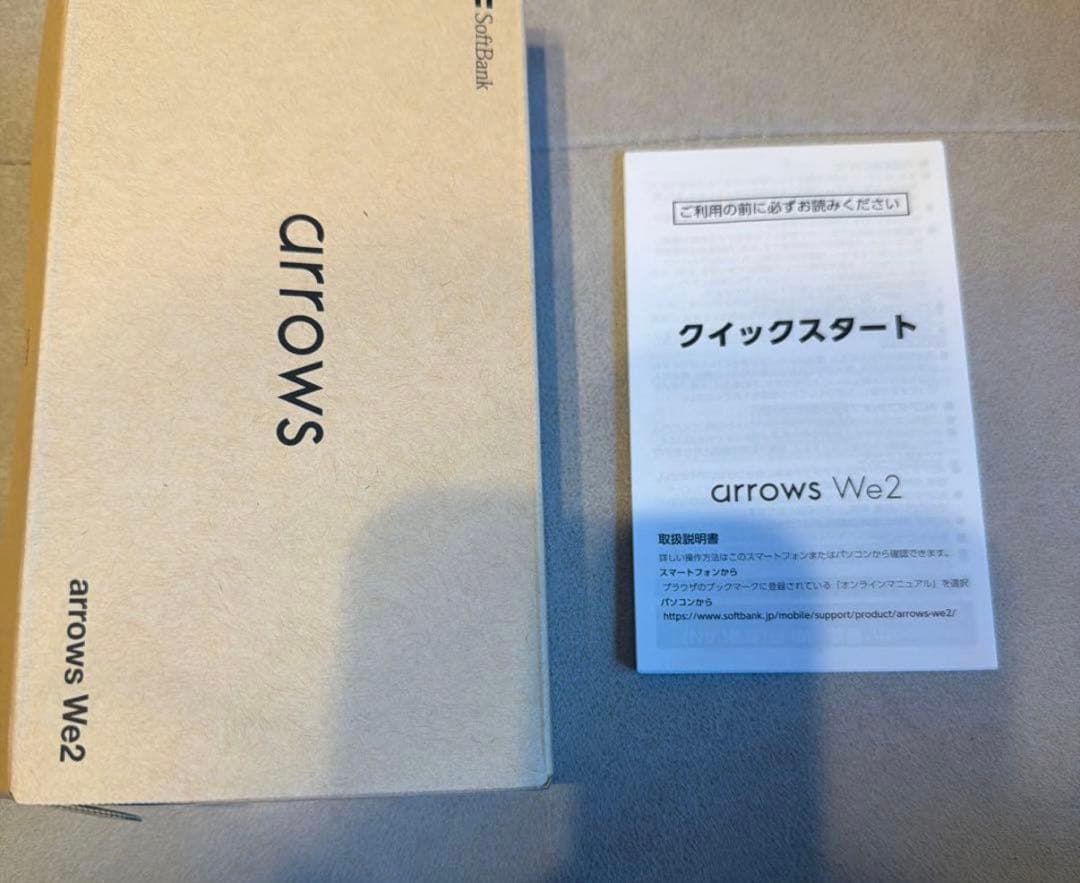 SoftBank
arrows
arrows We2
ご利用の前に必ずお読みください
クイックスタート
arrows We2
取扱説明書
詳しい操作方法はこのスマートフォンまたはパソコンから確認できます。
スマートフォンから
ブラウザのブックマークに登録されている「オンラインマニュアル」を選択
パソコンから
https://www.softbank.jp/mobile/support/product/arrows-we2/